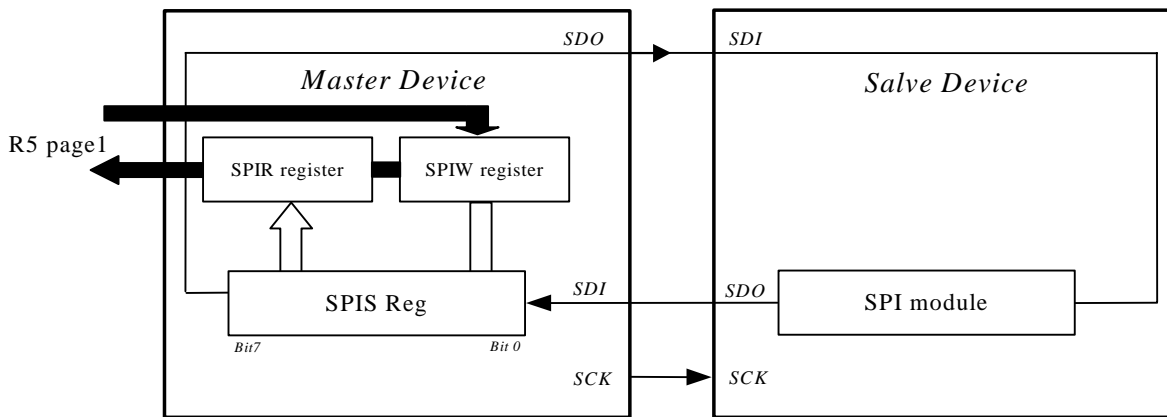 SDO
SDI
Master Device
Salve Device
R5 page1
SPIR register
SPIW register
SPIS Reg
SDI
SDO
SPI module
Bit7
Bit 0
SCK
SCK